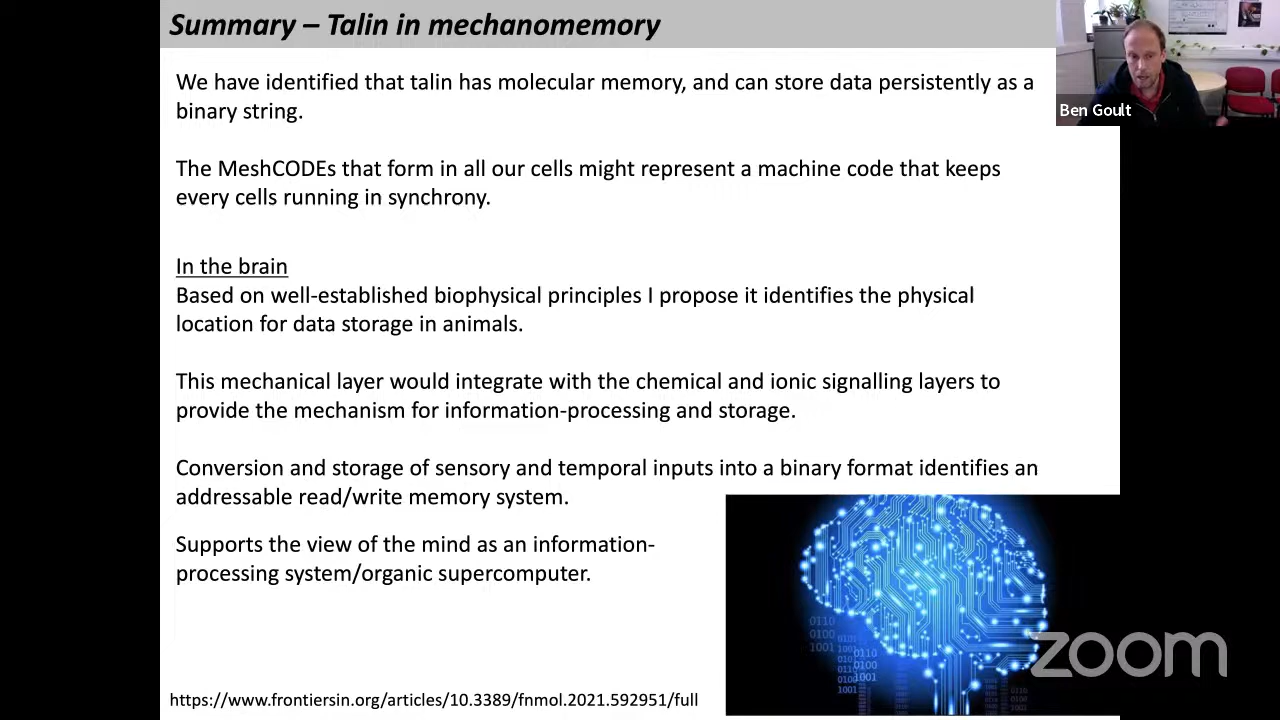 Summary – Talin in mechanomemory
We have identified that talin has molecular memory, and can store data persistently as a
binary string.
The MeshCODEs that form in all our cells might represent a machine code that keeps
every cells running in synchrony.
In the brain
Based on well-established biophysical principles I propose it identifies the physical
location for data storage in animals.
This mechanical layer would integrate with the chemical and ionic signalling layers to
provide the mechanism for information-processing and storage.
Conversion and storage of sensory and temporal inputs into a binary format identifies an
addressable read/write memory system.
Supports the view of the mind as an information-
processing system/organic supercomputer.
https://www.frontiersin.org/articles/10.3389/fnmol.2021.592951/full
Ben Goult
0110
0100
1001
0110
0100
1001
zoom